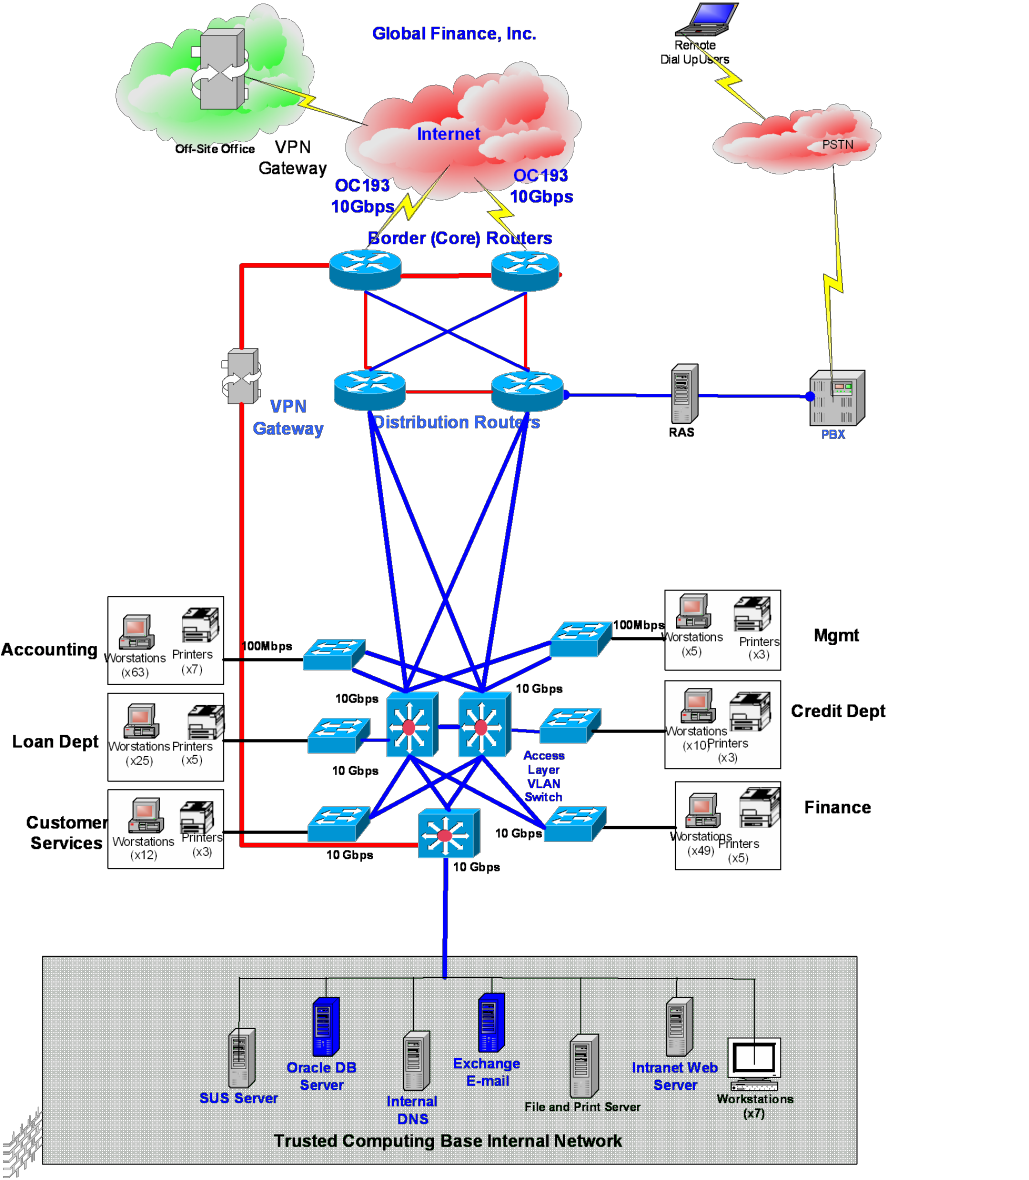 Global Finance, Inc.
Remote
Dial UpUsers
Internet
PSTN
Off-Site Office
VPN
Gateway
OC193
10Gbps
OC193
10Gbps
Border (Core) Routers
VPN
Gateway
Distribution Routers
RAS
PBX
Accounting
Worstations
(x63)
Printers
(x7)
100Mbps
100Mbps
Worstations
(x5)
Printers
(x3)
Mgmt
10Gbps
10 Gbps
Loan Dept
Worstations
(x25)
Printers
(x5)
10 Gbps
Access
Layer
VLAN
Switch
Worstations
(x10)
Printers
(x3)
Credit Dept
Customer
Services
Worstations
(x12)
Printers
(x3)
10 Gbps
10 Gbps
10 Gbps
Worstations
(x49)
Printers
(x5)
Finance
SUS Server
Oracle DB
Server
Internal
DNS
Exchange
E-mail
File and Print Server
Intranet Web
Server
Workstations
(x7)
Trusted Computing Base Internal Network